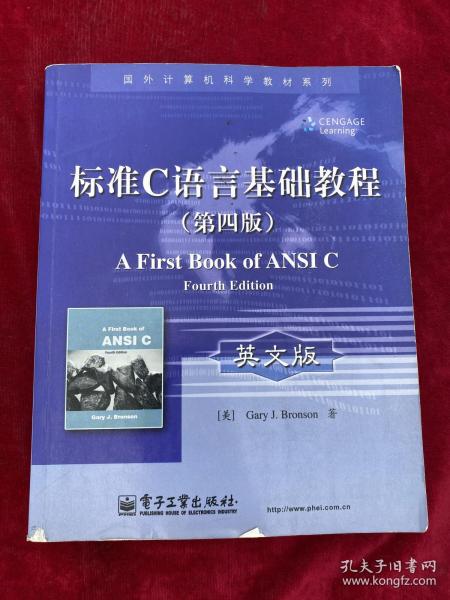 国外计算机科学教材系列
CENGAGE
Learning
标准C语言基础教程
(第四版)
A First Book of ANSI C
Fourth Edition
A First Book of
ANSI C
Fourth Edition
Gary J. Bronson
英文版
[美] Gary J. Bronson 著
電子工業出版社
PUBLISHING HOUSE OF ELECTRONICS INDUSTRY
http://www.phei.com.cn
孔夫子旧书网
www.kongfz.com